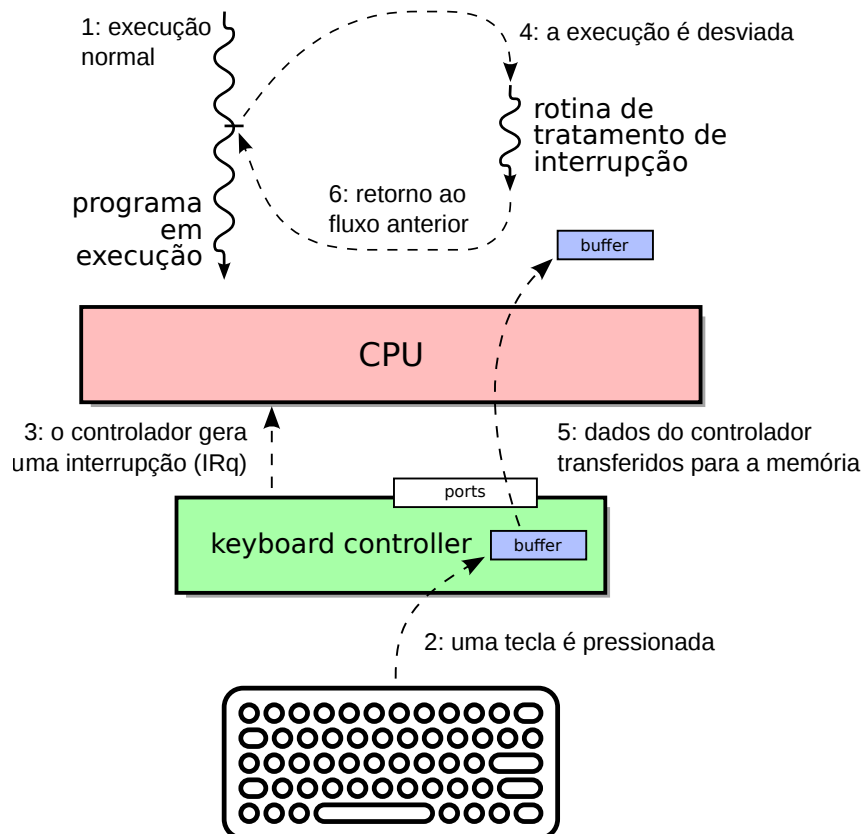 1: execução
normal
4: a execução é desviada
rotina de
tratamento de
interrupção
programa
em
execução
6: retorno ao
fluxo anterior
buffer
CPU
3: o controlador gera
uma interrupção (IRq)
5: dados do controlador
transferidos para a memória
ports
keyboard controller
buffer
2: uma tecla é pressionada